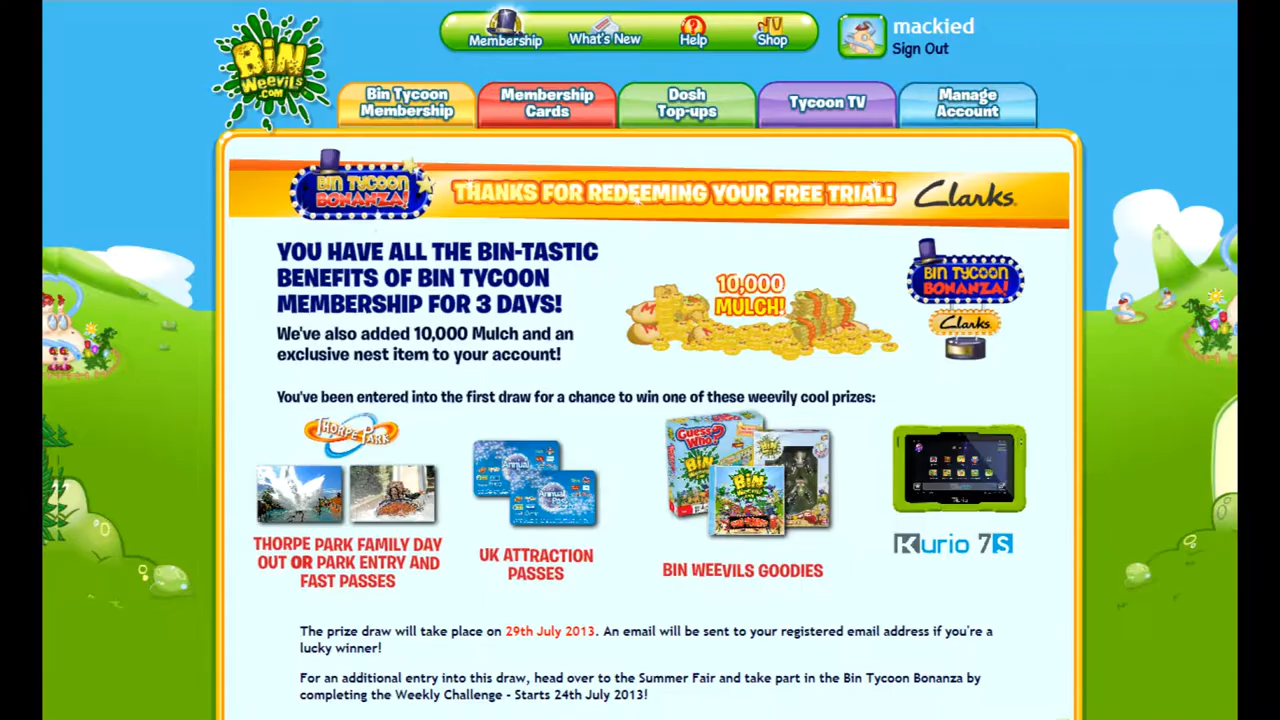 Membership
What's New
Help
Shop
mackied
Sign Out
BiN
Weevils
.com
Bin Tycoon
Membership
Membership
Cards
Dosh
Top-ups
Tycoon TV
Manage
Account
BIN TYCOON
BONANZA!
THANKS FOR REDEEMING YOUR FREE TRIAL!
Clarks
YOU HAVE ALL THE BIN-TASTIC
BENEFITS OF BIN TYCOON
MEMBERSHIP FOR 3 DAYS!
We've also added 10,000 Mulch and an
exclusive nest item to your account!
10,000
MULCH!
BIN TYCOON
BONANZA!
Clarks
You've been entered into the first draw for a chance to win one of these weevily cool prizes:
THORPE PARK
THORPE PARK FAMILY DAY
OUT OR PARK ENTRY AND
FAST PASSES
Annual
Annual
Pass
UK ATTRACTION
PASSES
Guess
Who?
BiN
BiN
BIN WEEVILS GOODIES
Kurio 7S
The prize draw will take place on 29th July 2013. An email will be sent to your registered email address if you're a
lucky winner!
For an additional entry into this draw, head over to the Summer Fair and take part in the Bin Tycoon Bonanza by
completing the Weekly Challenge - Starts 24th July 2013!